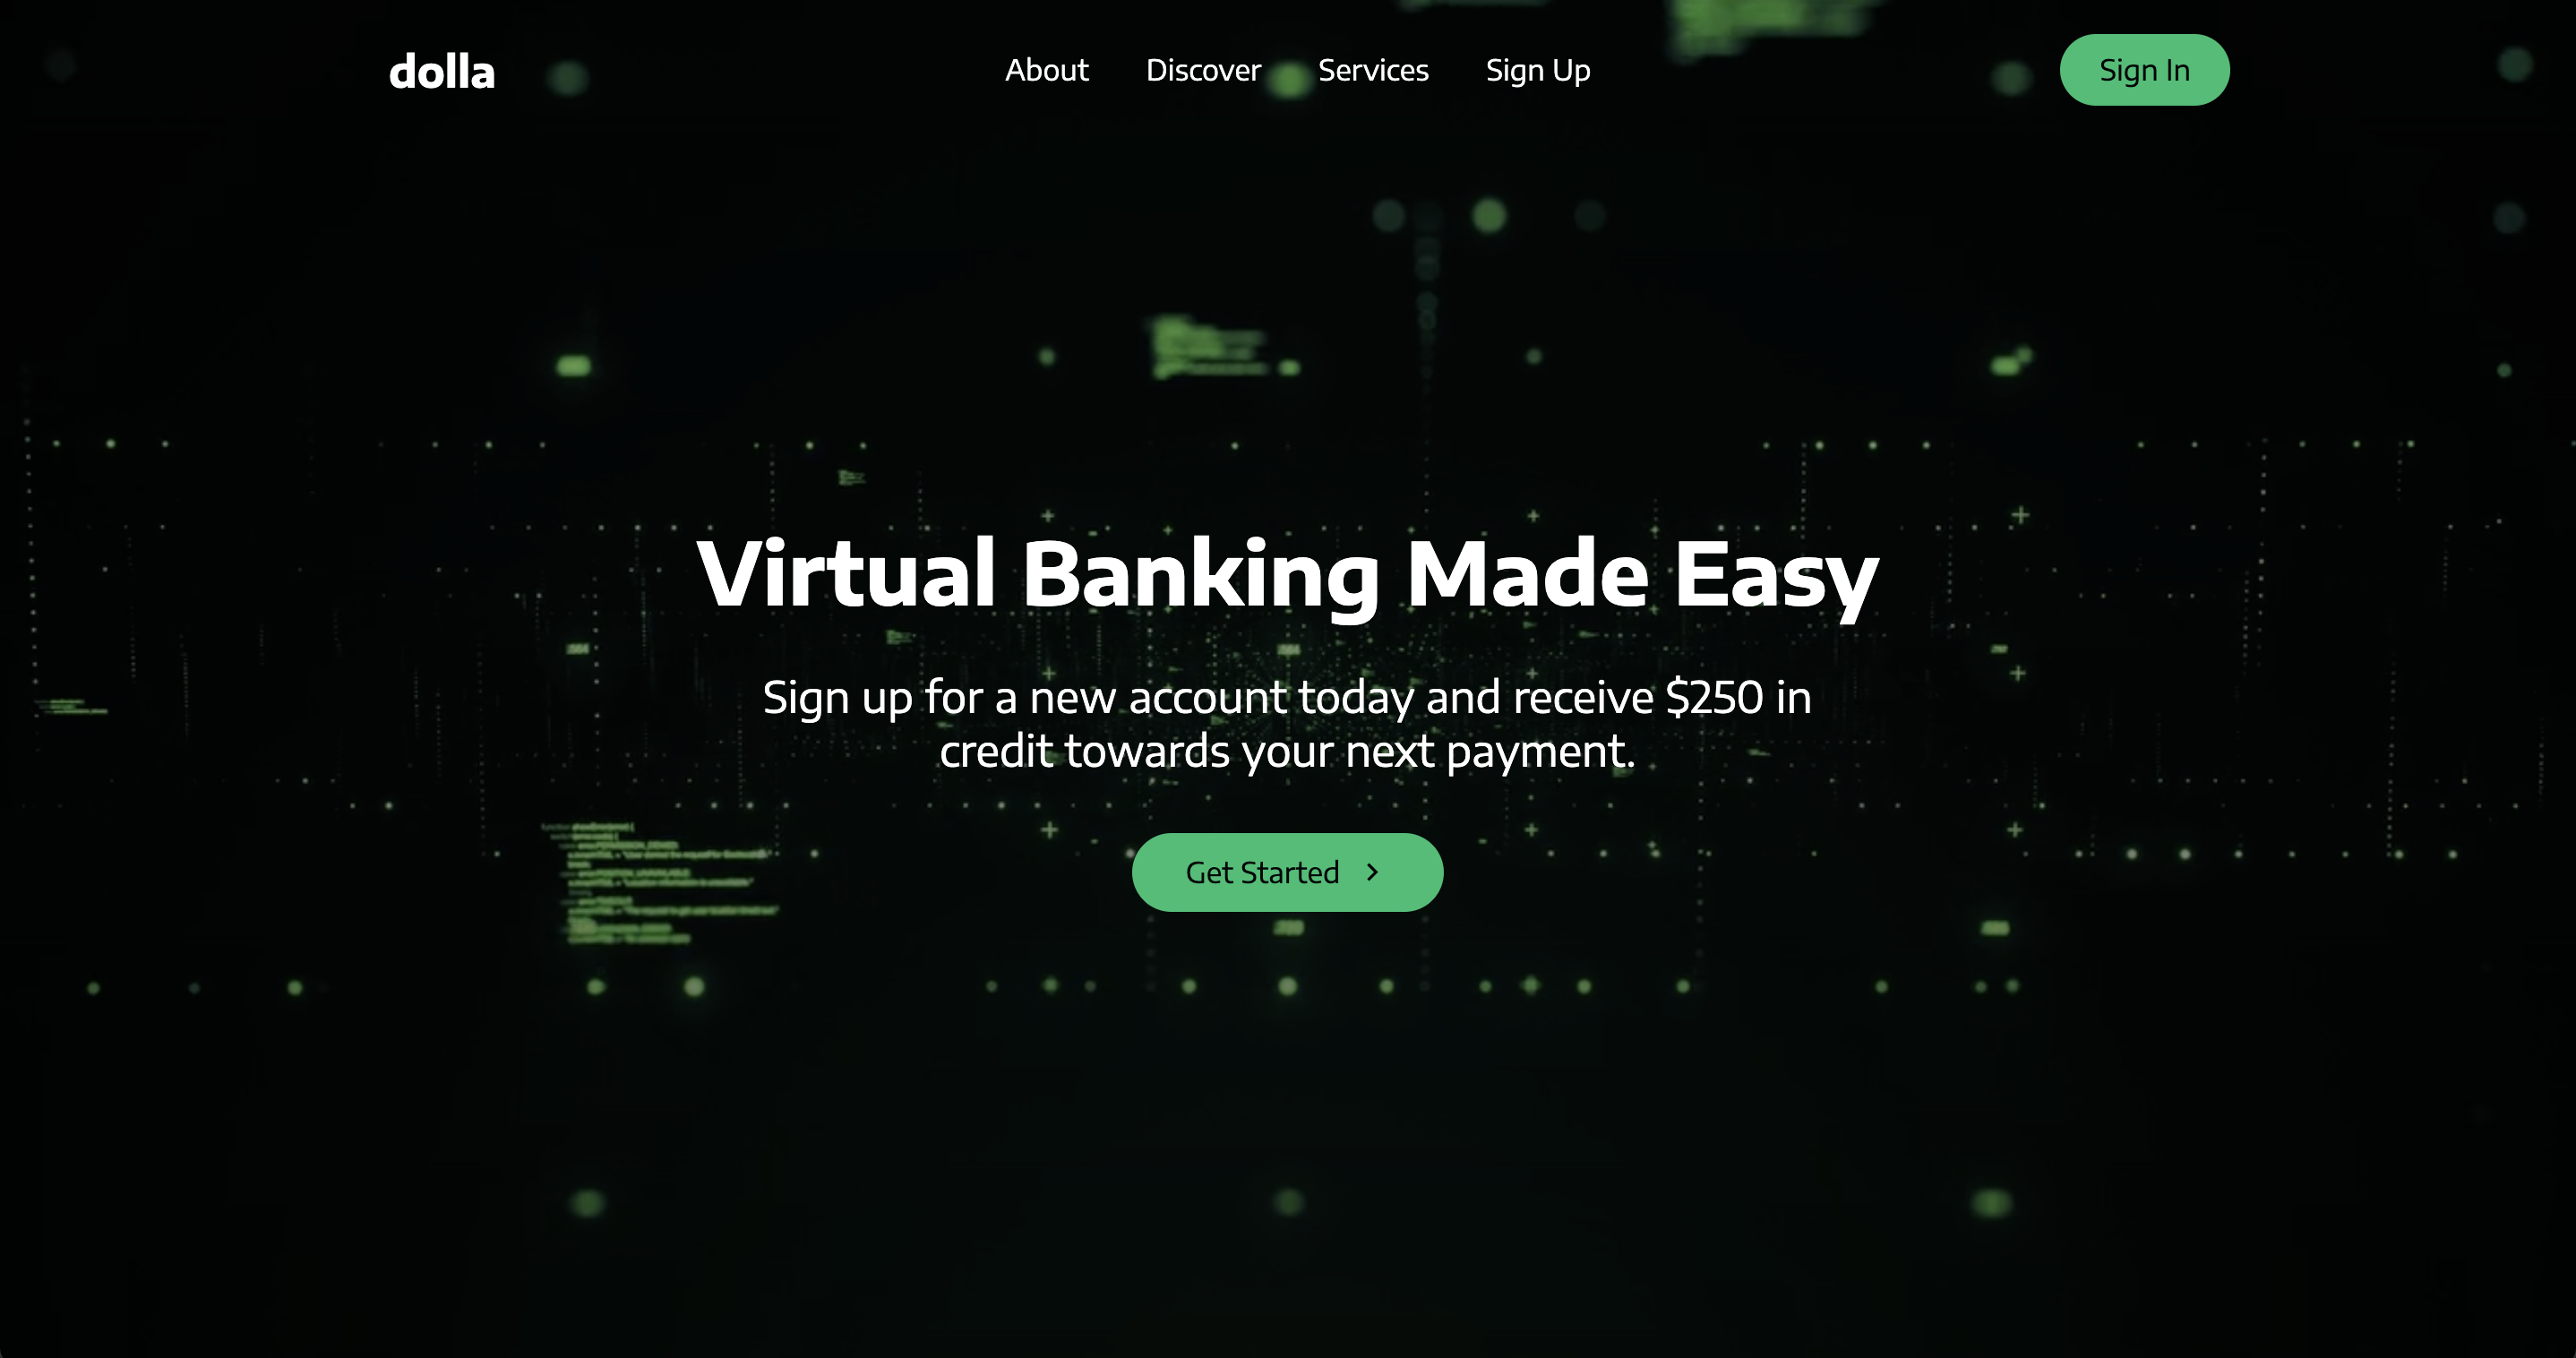 dolla
About Discover Services Sign Up
Sign In
Virtual Banking Made Easy
Sign up for a new account today and receive $250 in
credit towards your next payment.
Get Started